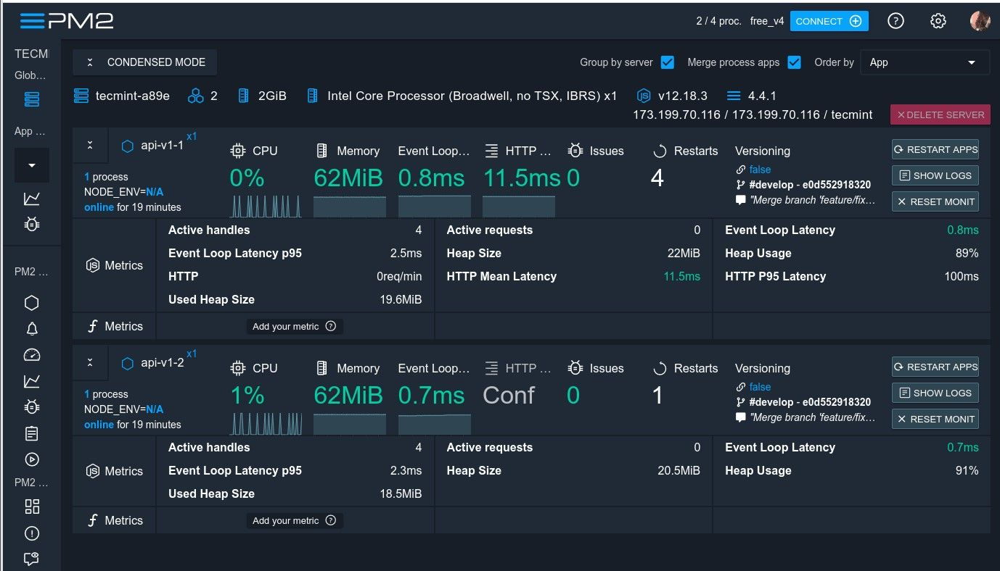 PM2
2 / 4 proc. free_v4 CONNECT
TECMI
CONDENSED MODE
Group by server Merge process apps Order by App
Glob...
tecmint-a89e 2 2GiB Intel Core Processor (Broadwell, no TSX, IBRS) x1 v12.18.3 4.4.1
173.199.70.116 / 173.199.70.116 / tecmint DELETE SERVER
App ...
api-v1-1 x1
CPU Memory Event Loop... HTTP ... Issues Restarts Versioning RESTART APPS
1 process
0% 62MiB 0.8ms 11.5ms 0 4
false
SHOW LOGS
NODE_ENV=N/A
#develop - e0d552918320
online for 19 minutes
"Merge branch 'feature/fix...
RESET MONIT
Metrics
Active handles 4 Active requests 0 Event Loop Latency 0.8ms
Event Loop Latency p95 2.5ms Heap Size 22MiB Heap Usage 89%
HTTP 0req/min HTTP Mean Latency 11.5ms HTTP P95 Latency 100ms
Used Heap Size 19.6MiB
PM2 ...
Metrics Add your metric
api-v1-2 x1
CPU Memory Event Loop... HTTP ... Issues Restarts Versioning RESTART APPS
1 process
1% 62MiB 0.7ms Conf 0 1
false
SHOW LOGS
NODE_ENV=N/A
#develop - e0d552918320
online for 19 minutes
"Merge branch 'feature/fix...
RESET MONIT
Metrics
Active handles 4 Active requests 0 Event Loop Latency 0.7ms
Event Loop Latency p95 2.3ms Heap Size 20.5MiB Heap Usage 91%
Used Heap Size 18.5MiB
PM2 ...
Metrics Add your metric